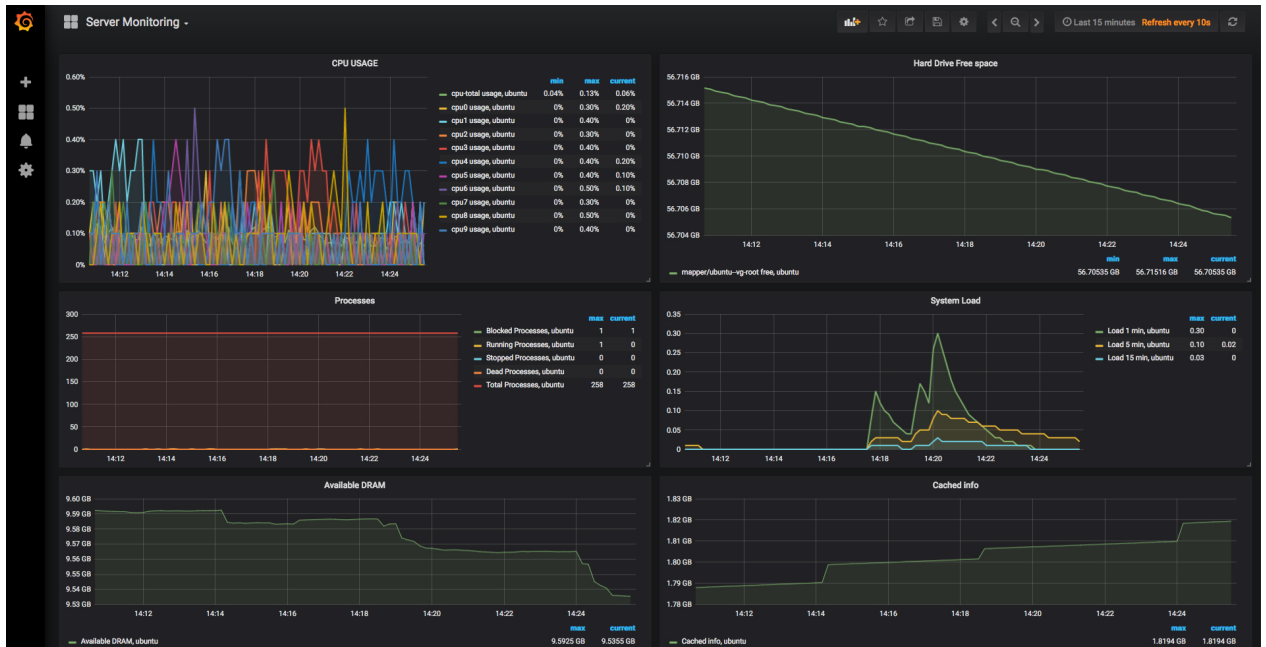 Server Monitoring
Last 15 minutes Refresh every 10s
CPU USAGE
0.60%
0.50%
0.40%
0.30%
0.20%
0.10%
0%
14:12 14:14 14:16 14:18 14:20 14:22 14:24
min max current
cpu-total usage, ubuntu 0.04% 0.13% 0.06%
cpu0 usage, ubuntu 0% 0.30% 0.20%
cpu1 usage, ubuntu 0% 0.40% 0%
cpu2 usage, ubuntu 0% 0.30% 0%
cpu3 usage, ubuntu 0% 0.40% 0%
cpu4 usage, ubuntu 0% 0.40% 0.20%
cpu5 usage, ubuntu 0% 0.40% 0.10%
cpu6 usage, ubuntu 0% 0.50% 0.10%
cpu7 usage, ubuntu 0% 0.30% 0%
cpu8 usage, ubuntu 0% 0.50% 0%
cpu9 usage, ubuntu 0% 0.40% 0%
Hard Drive Free space
56.716 GB
56.714 GB
56.712 GB
56.710 GB
56.708 GB
56.706 GB
56.704 GB
14:12 14:14 14:16 14:18 14:20 14:22 14:24
min max current
mapper/ubuntu--vg-root free, ubuntu 56.70535 GB 56.71516 GB 56.70535 GB
Processes
300
250
200
150
100
50
0
14:12 14:14 14:16 14:18 14:20 14:22 14:24
max current
Blocked Processes, ubuntu 1 1
Running Processes, ubuntu 1 0
Stopped Processes, ubuntu 0 0
Dead Processes, ubuntu 0 0
Total Processes, ubuntu 258 258
System Load
0.35
0.30
0.25
0.20
0.15
0.10
0.05
0
14:12 14:14 14:16 14:18 14:20 14:22 14:24
max current
Load 1 min, ubuntu 0.30 0
Load 5 min, ubuntu 0.10 0.02
Load 15 min, ubuntu 0.03 0
Available DRAM
9.60 GB
9.59 GB
9.58 GB
9.57 GB
9.56 GB
9.55 GB
9.54 GB
9.53 GB
14:12 14:14 14:16 14:18 14:20 14:22 14:24
max current
Available DRAM, ubuntu 9.5925 GB 9.5355 GB
Cached info
1.83 GB
1.82 GB
1.81 GB
1.80 GB
1.79 GB
1.78 GB
14:12 14:14 14:16 14:18 14:20 14:22 14:24
max current
Cached info, ubuntu 1.8194 GB 1.8194 GB